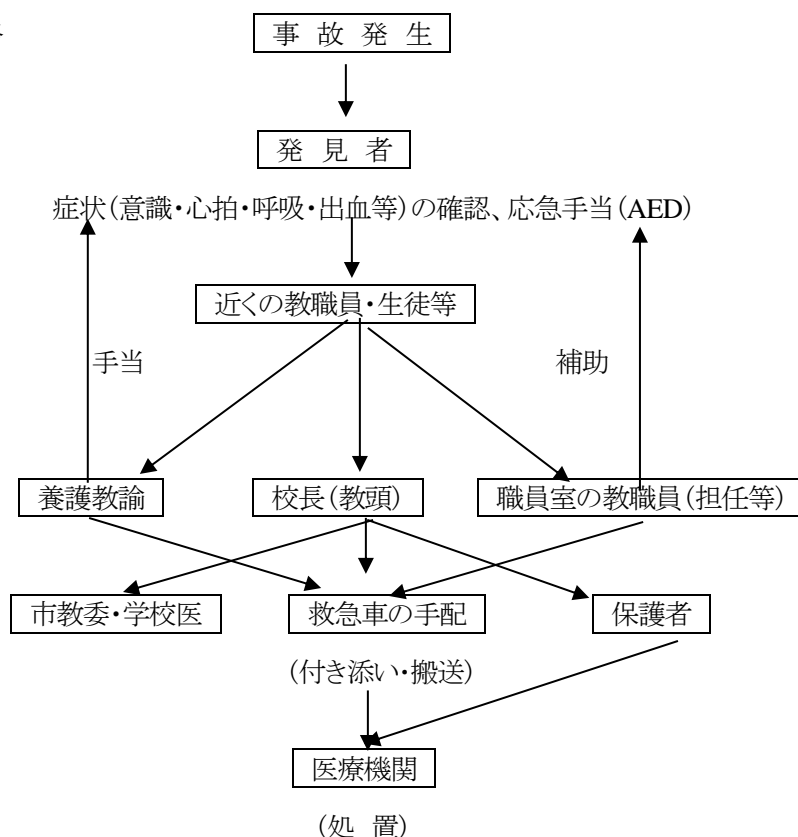 事 故 発 生
発 見 者
症状(意識・心拍・呼吸・出血等)の確認、応急手当(AED)
近くの教職員・生徒等
手当 補助
養護教諭 校長(教頭) 職員室の教職員(担任等)
市教委・学校医 救急車の手配 保護者
(付き添い・搬送)
医療機関
(処 置)